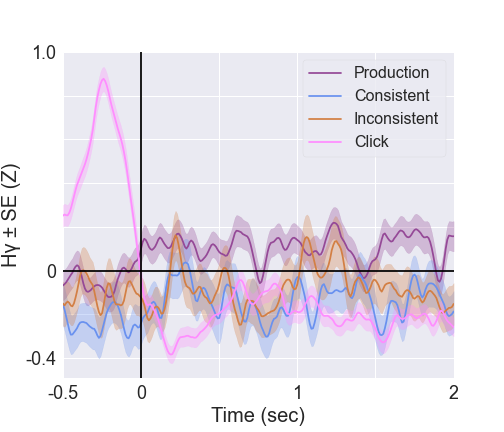 1.0
Production
Consistent
Inconsistent
Click
Hγ ± SE (Z)
0
-0.4
-0.5 0 1 2
Time (sec)